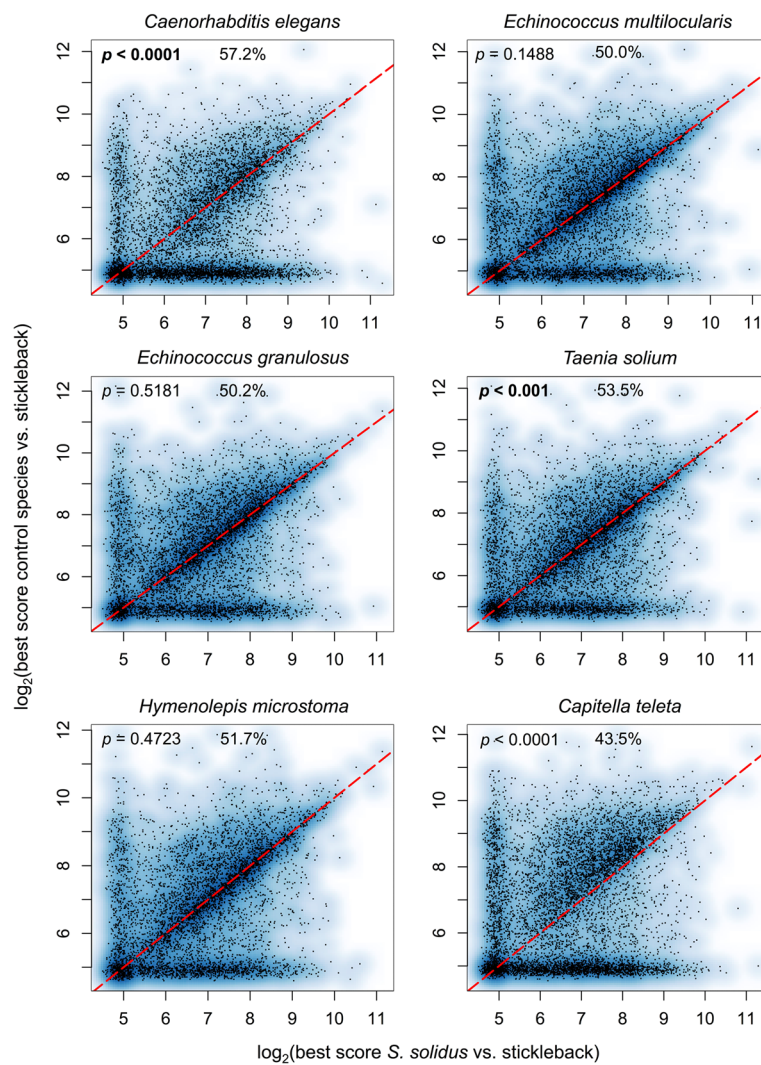 Caenorhabditis elegans
Echinococcus multilocularis
p < 0.0001 57.2%
p = 0.1488 50.0%
12
10
8
6
5 6 7 8 9 10 11
12
10
8
6
5 6 7 8 9 10 11
Echinococcus granulosus
Taenia solium
p = 0.5181 50.2%
p < 0.001 53.5%
12
10
8
6
5 6 7 8 9 10 11
12
10
8
6
5 6 7 8 9 10 11
Hymenolepis microstoma
Capitella teleta
p = 0.4723 51.7%
p < 0.0001 43.5%
12
10
8
6
5 6 7 8 9 10 11
12
10
8
6
5 6 7 8 9 10 11
log2(best score control species vs. stickleback)
log2(best score S. solidus vs. stickleback)